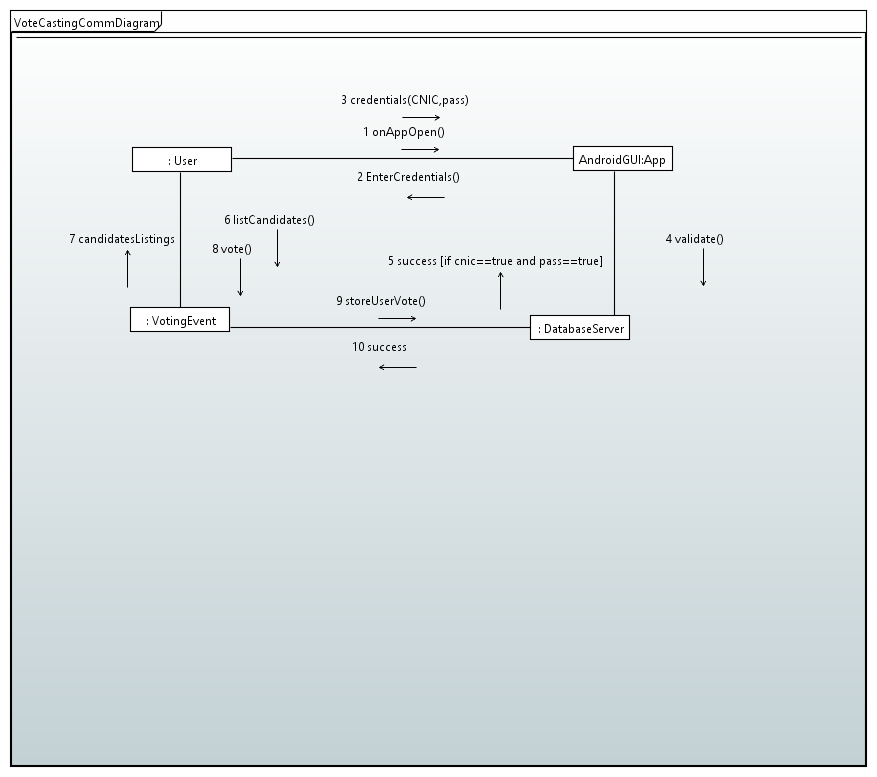 VoteCastingCommDiagram
3 credentials(CNIC,pass)
1 onAppOpen()
: User
AndroidGUI:App
2 EnterCredentials()
6 listCandidates()
7 candidatesListings
8 vote()
4 validate()
5 success [if cnic==true and pass==true]
9 storeUserVote()
: VotingEvent
: DatabaseServer
10 success